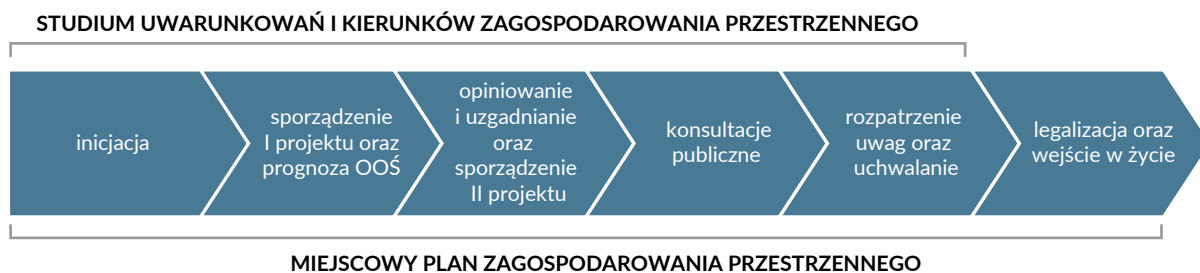 STUDIUM UWARUNKOWAŃ I KIERUNKÓW ZAGOSPODAROWANIA PRZESTRZENNEGO
inicjacja
sporządzenie
I projektu oraz
prognoza OOŚ
opiniowanie
i uzgadnianie
oraz
sporządzenie
II projektu
konsultacje
publiczne
rozpatrzenie
uwag oraz
uchwalanie
legalizacja oraz
wejście w życie
MIEJSCOWY PLAN ZAGOSPODAROWANIA PRZESTRZENNEGO